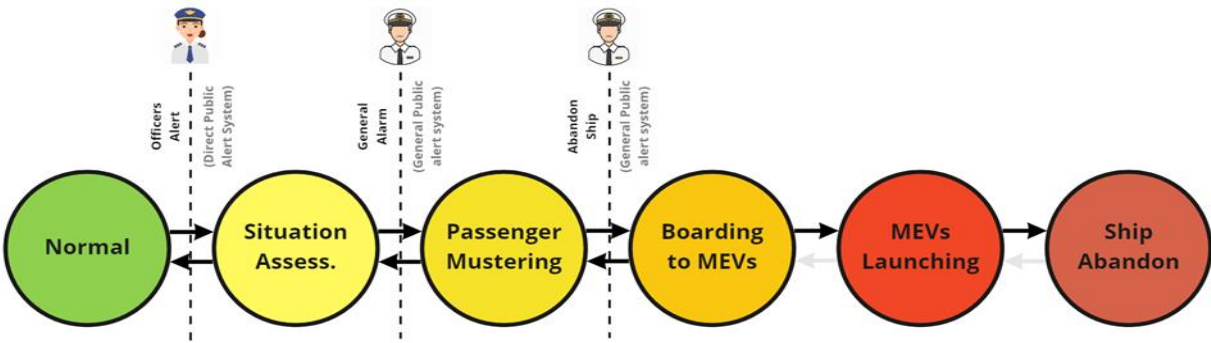 Officers
Alert
(Direct Public
Alert System)
General
Alarm
(General Public
alert system)
Abandon
Ship
(General Public
alert system)
Normal
Situation
Assess.
Passenger
Mustering
Boarding
to MEVs
MEVs
Launching
Ship
Abandon